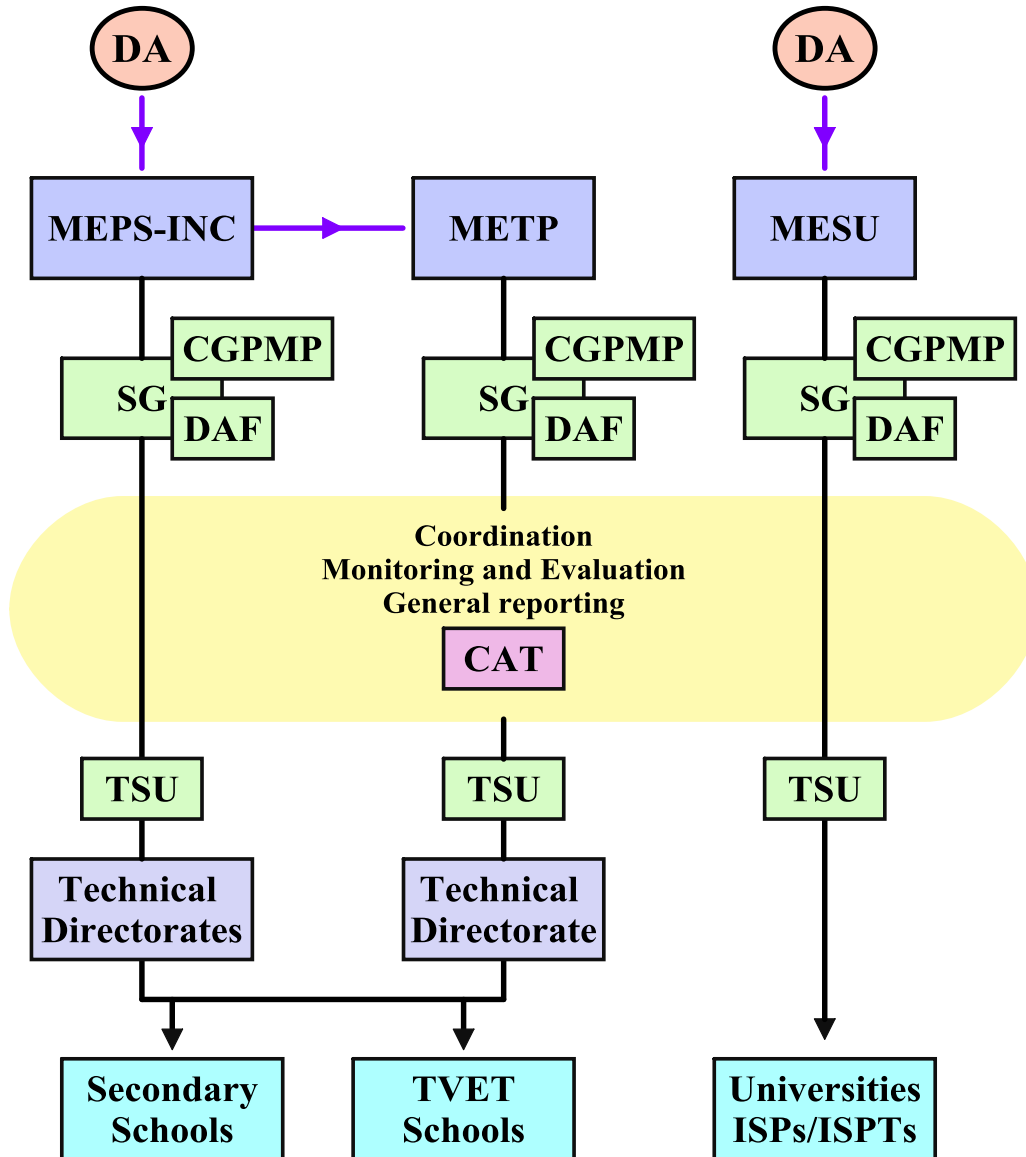 DA
DA
MEPS-INC
METP
MESU
CGPMP
CGPMP
CGPMP
SG
SG
SG
DAF
DAF
DAF
Coordination
Monitoring and Evaluation
General reporting
CAT
TSU
TSU
TSU
Technical
Directorates
Technical
Directorate
Secondary
Schools
TVET
Schools
Universities
ISPs/ISPTs